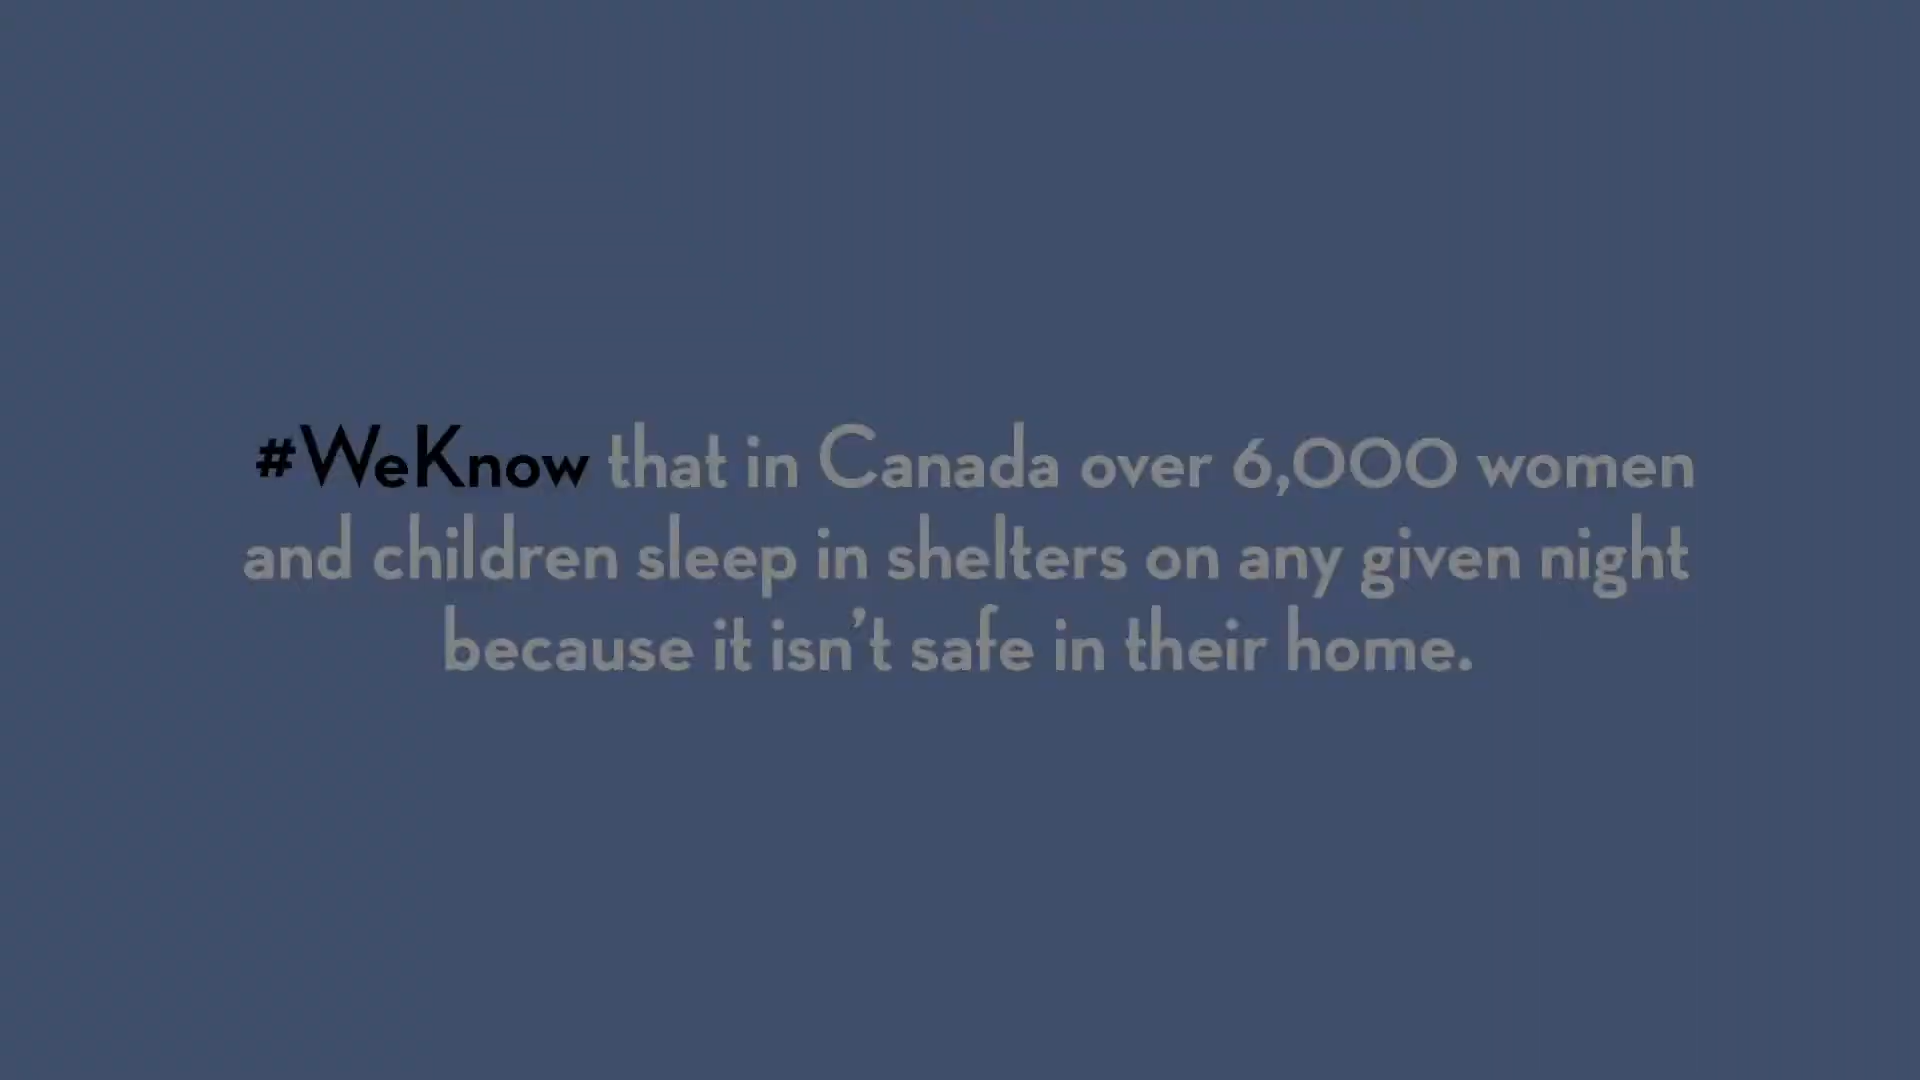 #WeKnow that in Canada over 6,000 women
and children sleep in shelters on any given night
because it isn’t safe in their home.